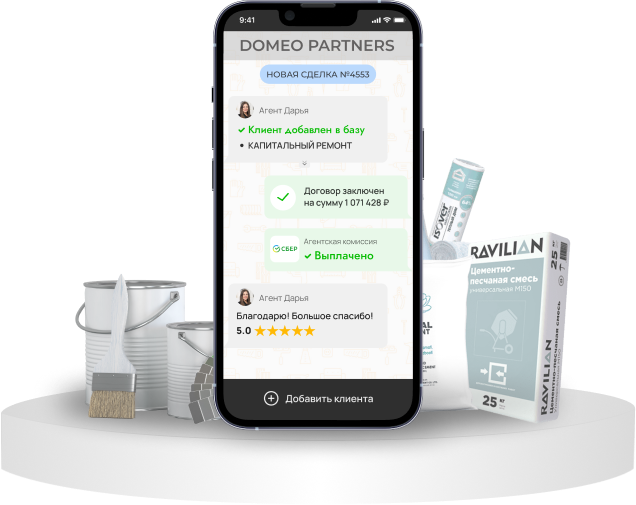 9:41
DOMEO PARTNERS
НОВАЯ СДЕЛКА №4553
Агент Дарья
Клиент добавлен в базу
• КАПИТАЛЬНЫЙ РЕМОНТ
Договор заключен
на сумму 1 071 428 ₽
СБЕР
Агентская комиссия
Выплачено
Агент Дарья
Благодарю! Большое спасибо!
5.0
Добавить клиента
isover
RAVILIAN
Цементно-
песчаная смесь
универсальная М150
25 кг
25 кг
RAVILIAN
Цементно-песчаная смесь